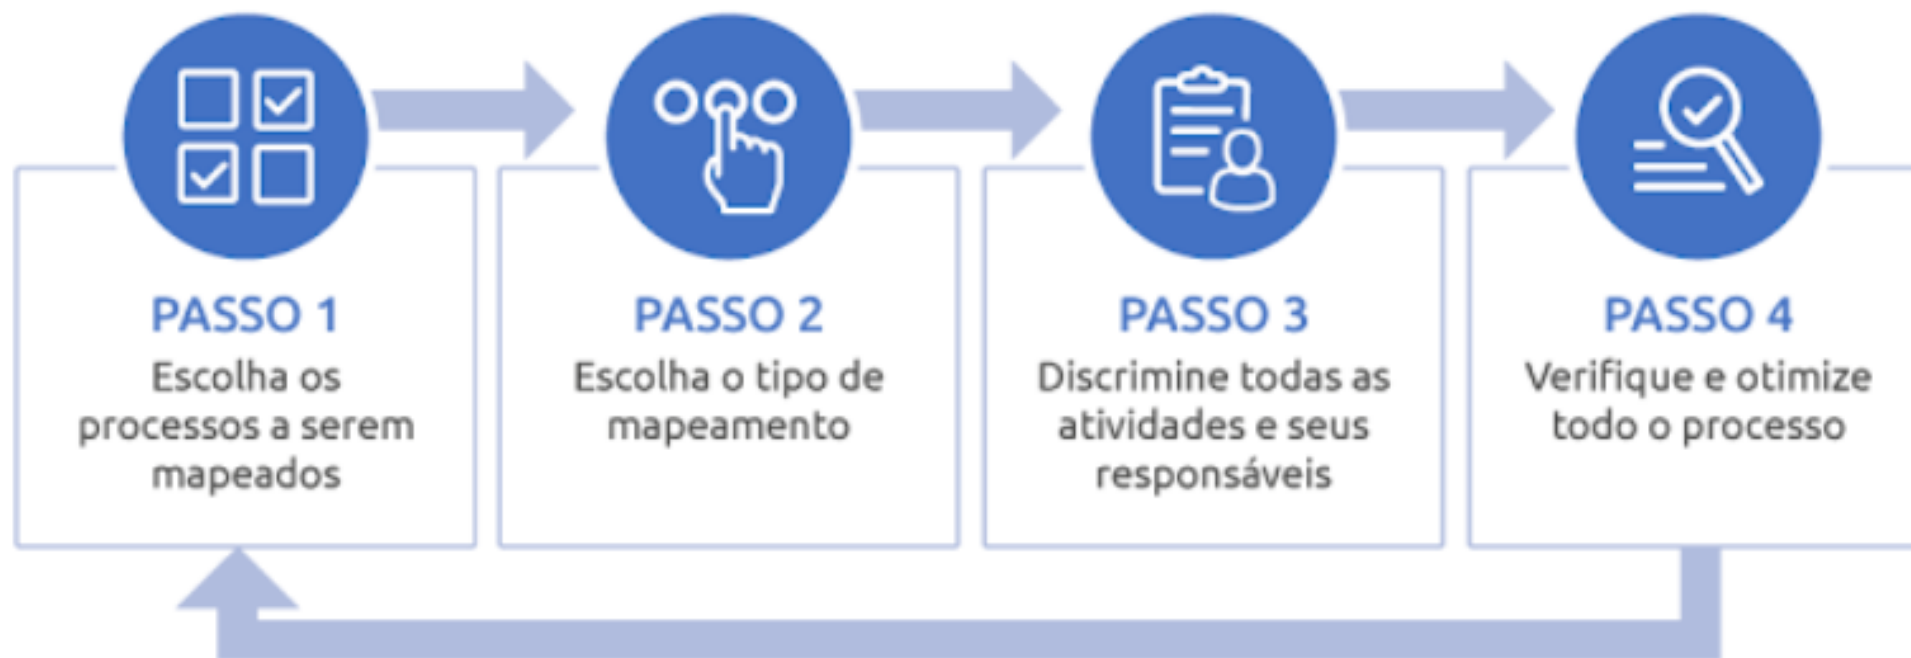 PASSO 1
Escolha os
processos a serem
mapeados
PASSO 2
Escolha o tipo de
mapeamento
PASSO 3
Discrimine todas as
atividades e seus
responsáveis
PASSO 4
Verifique e otimize
todo o processo